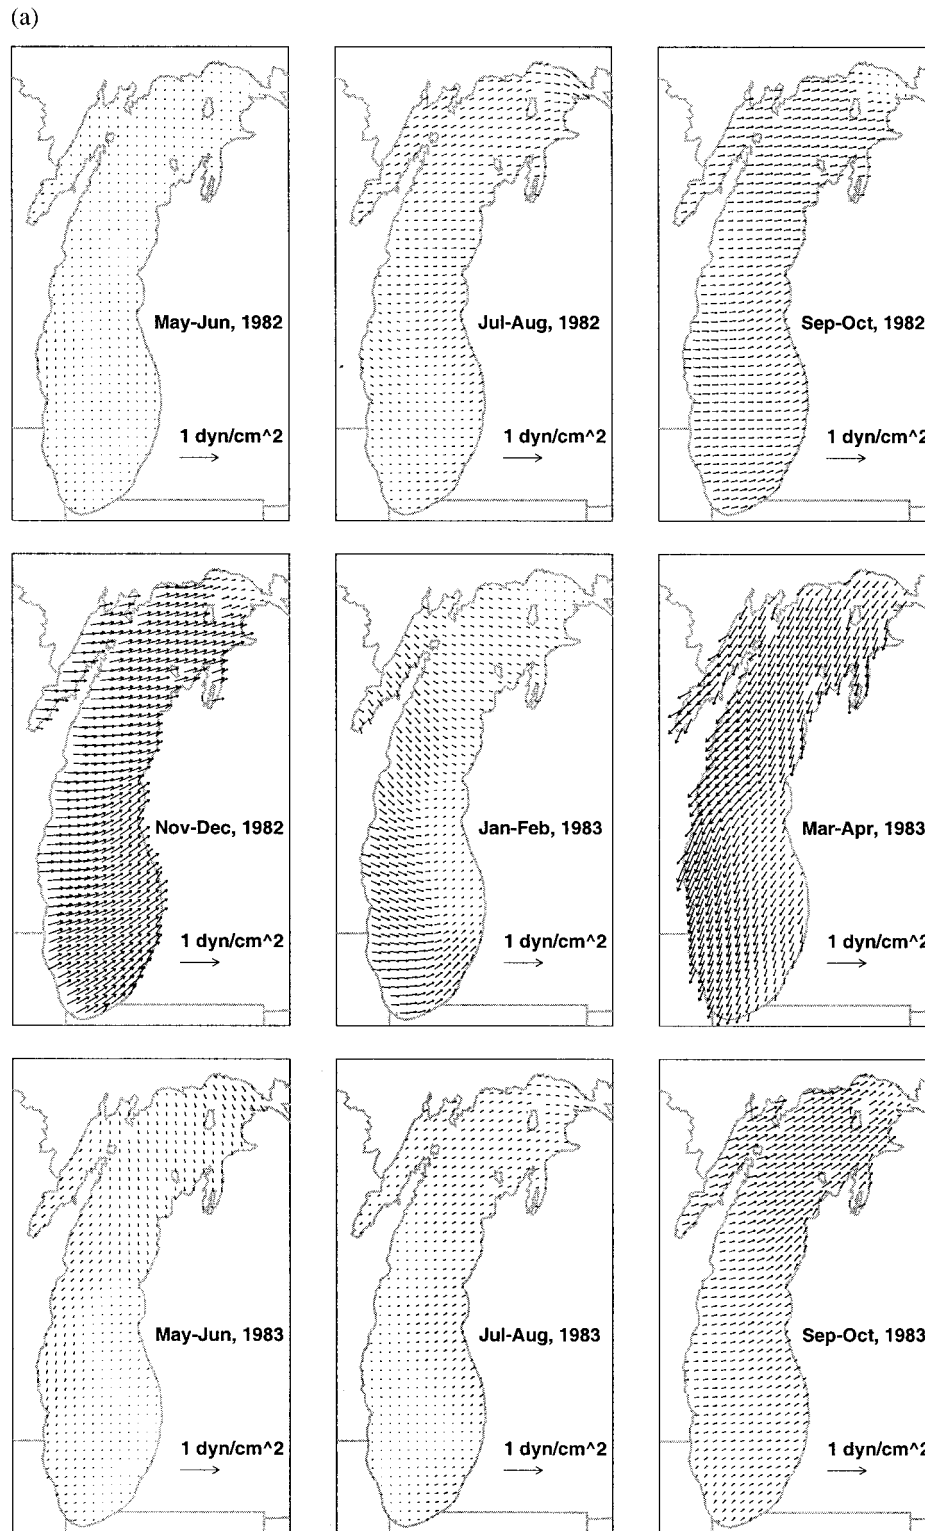 (a)
May-Jun, 1982
1 dyn/cm^2
Jul-Aug, 1982
1 dyn/cm^2
Sep-Oct, 1982
1 dyn/cm^2
Nov-Dec, 1982
1 dyn/cm^2
Jan-Feb, 1983
1 dyn/cm^2
Mar-Apr, 1983
1 dyn/cm^2
May-Jun, 1983
1 dyn/cm^2
Jul-Aug, 1983
1 dyn/cm^2
Sep-Oct, 1983
1 dyn/cm^2